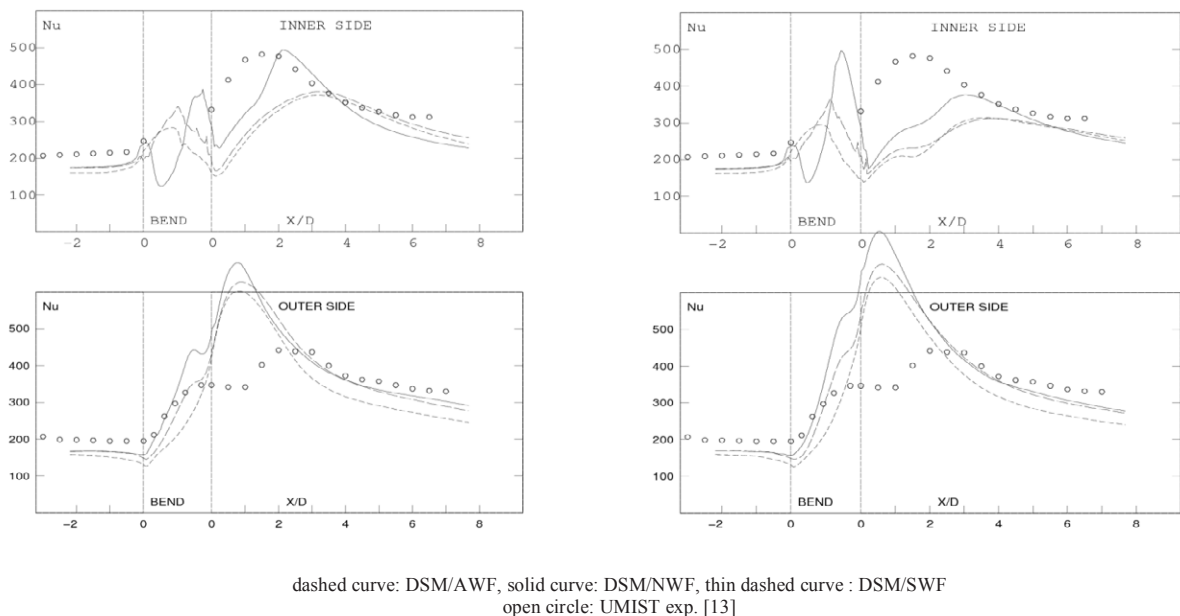 Nu
INNER SIDE
500
400
300
200
100
BEND
X/D
-2 0 0 2 4 6 8
Nu
INNER SIDE
500
400
300
200
100
BEND
X/D
-2 0 0 2 4 6 8
Nu
OUTER SIDE
500
400
300
200
100
BEND
X/D
-2 0 0 2 4 6 8
Nu
OUTER SIDE
500
400
300
200
100
BEND
X/D
-2 0 0 2 4 6 8
dashed curve: DSM/AWF, solid curve: DSM/NWF, thin dashed curve : DSM/SWF
open circle: UMIST exp. [13]